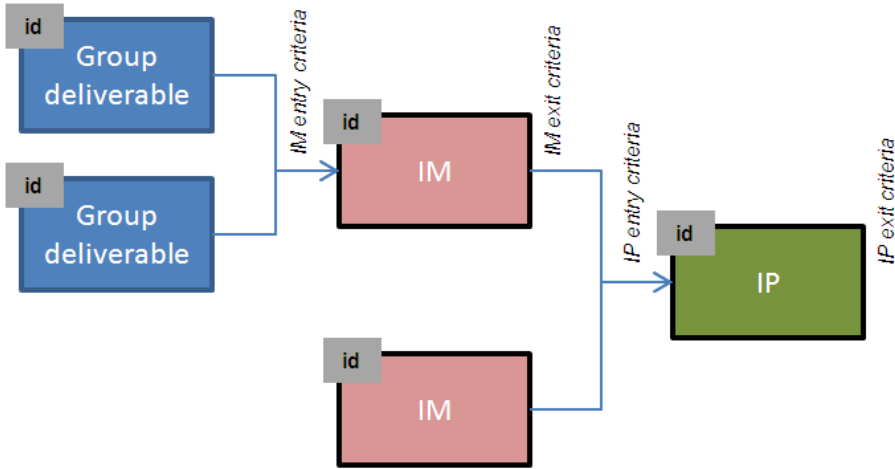 id
Group
deliverable
id
Group
deliverable
IM entry criteria
id
IM
IM exit criteria
id
IM
IP entry criteria
id
IP
IP exit criteria